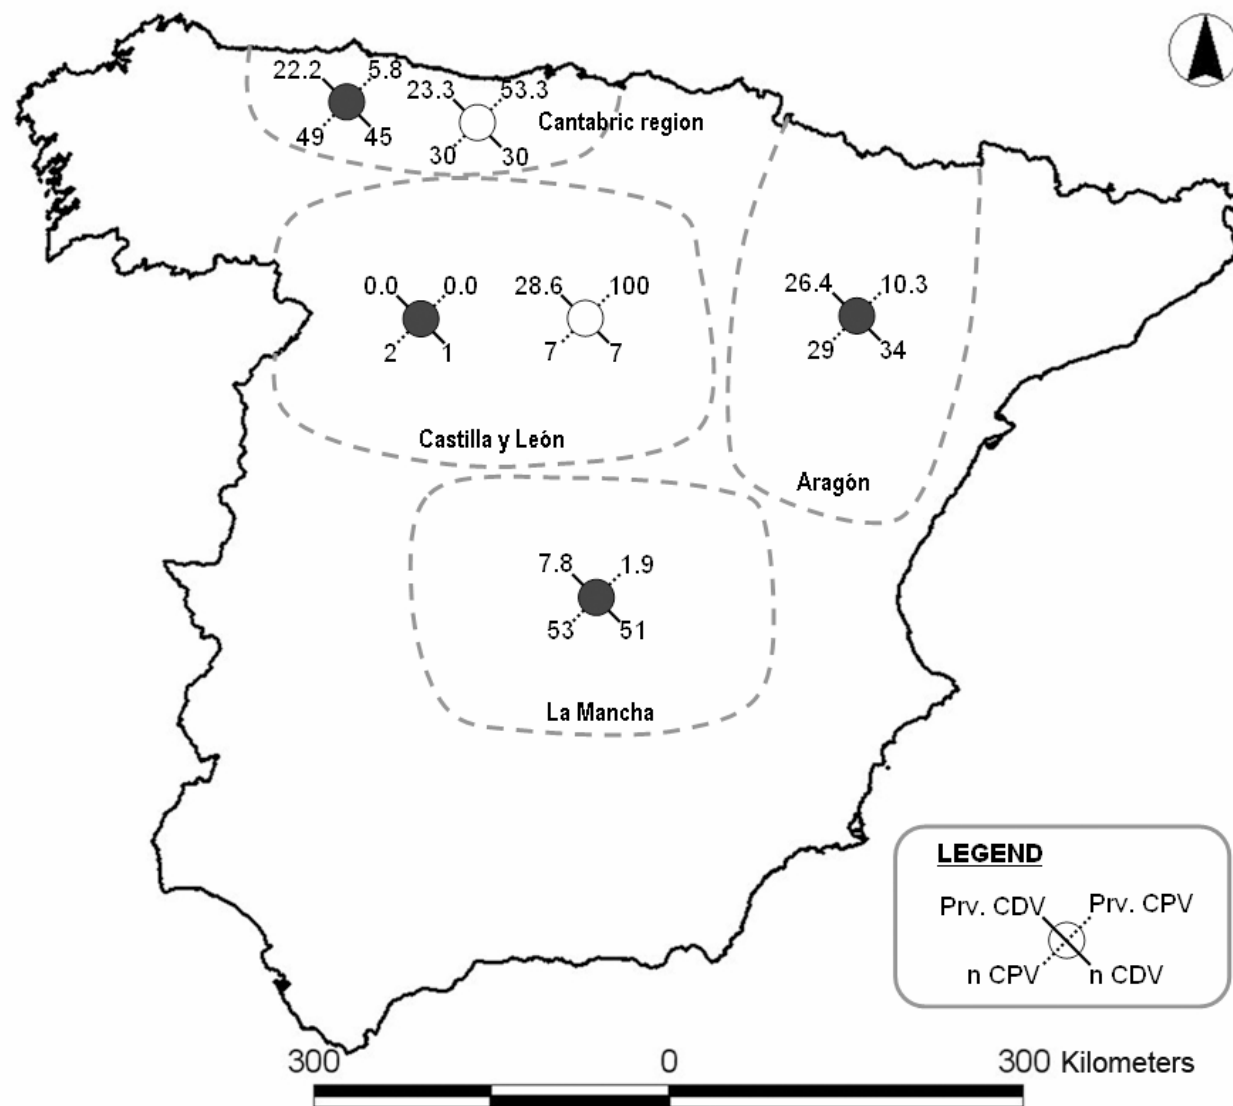 22.2 5.8
49 45
23.3 53.3
30 30
Cantabric region
0.0 0.0
2 1
28.6 100
7 7
Castilla y León
26.4 10.3
29 34
Aragón
7.8 1.9
53 51
La Mancha
LEGEND
Prv. CDV Prv. CPV
n CPV n CDV
300 0 300 Kilometers